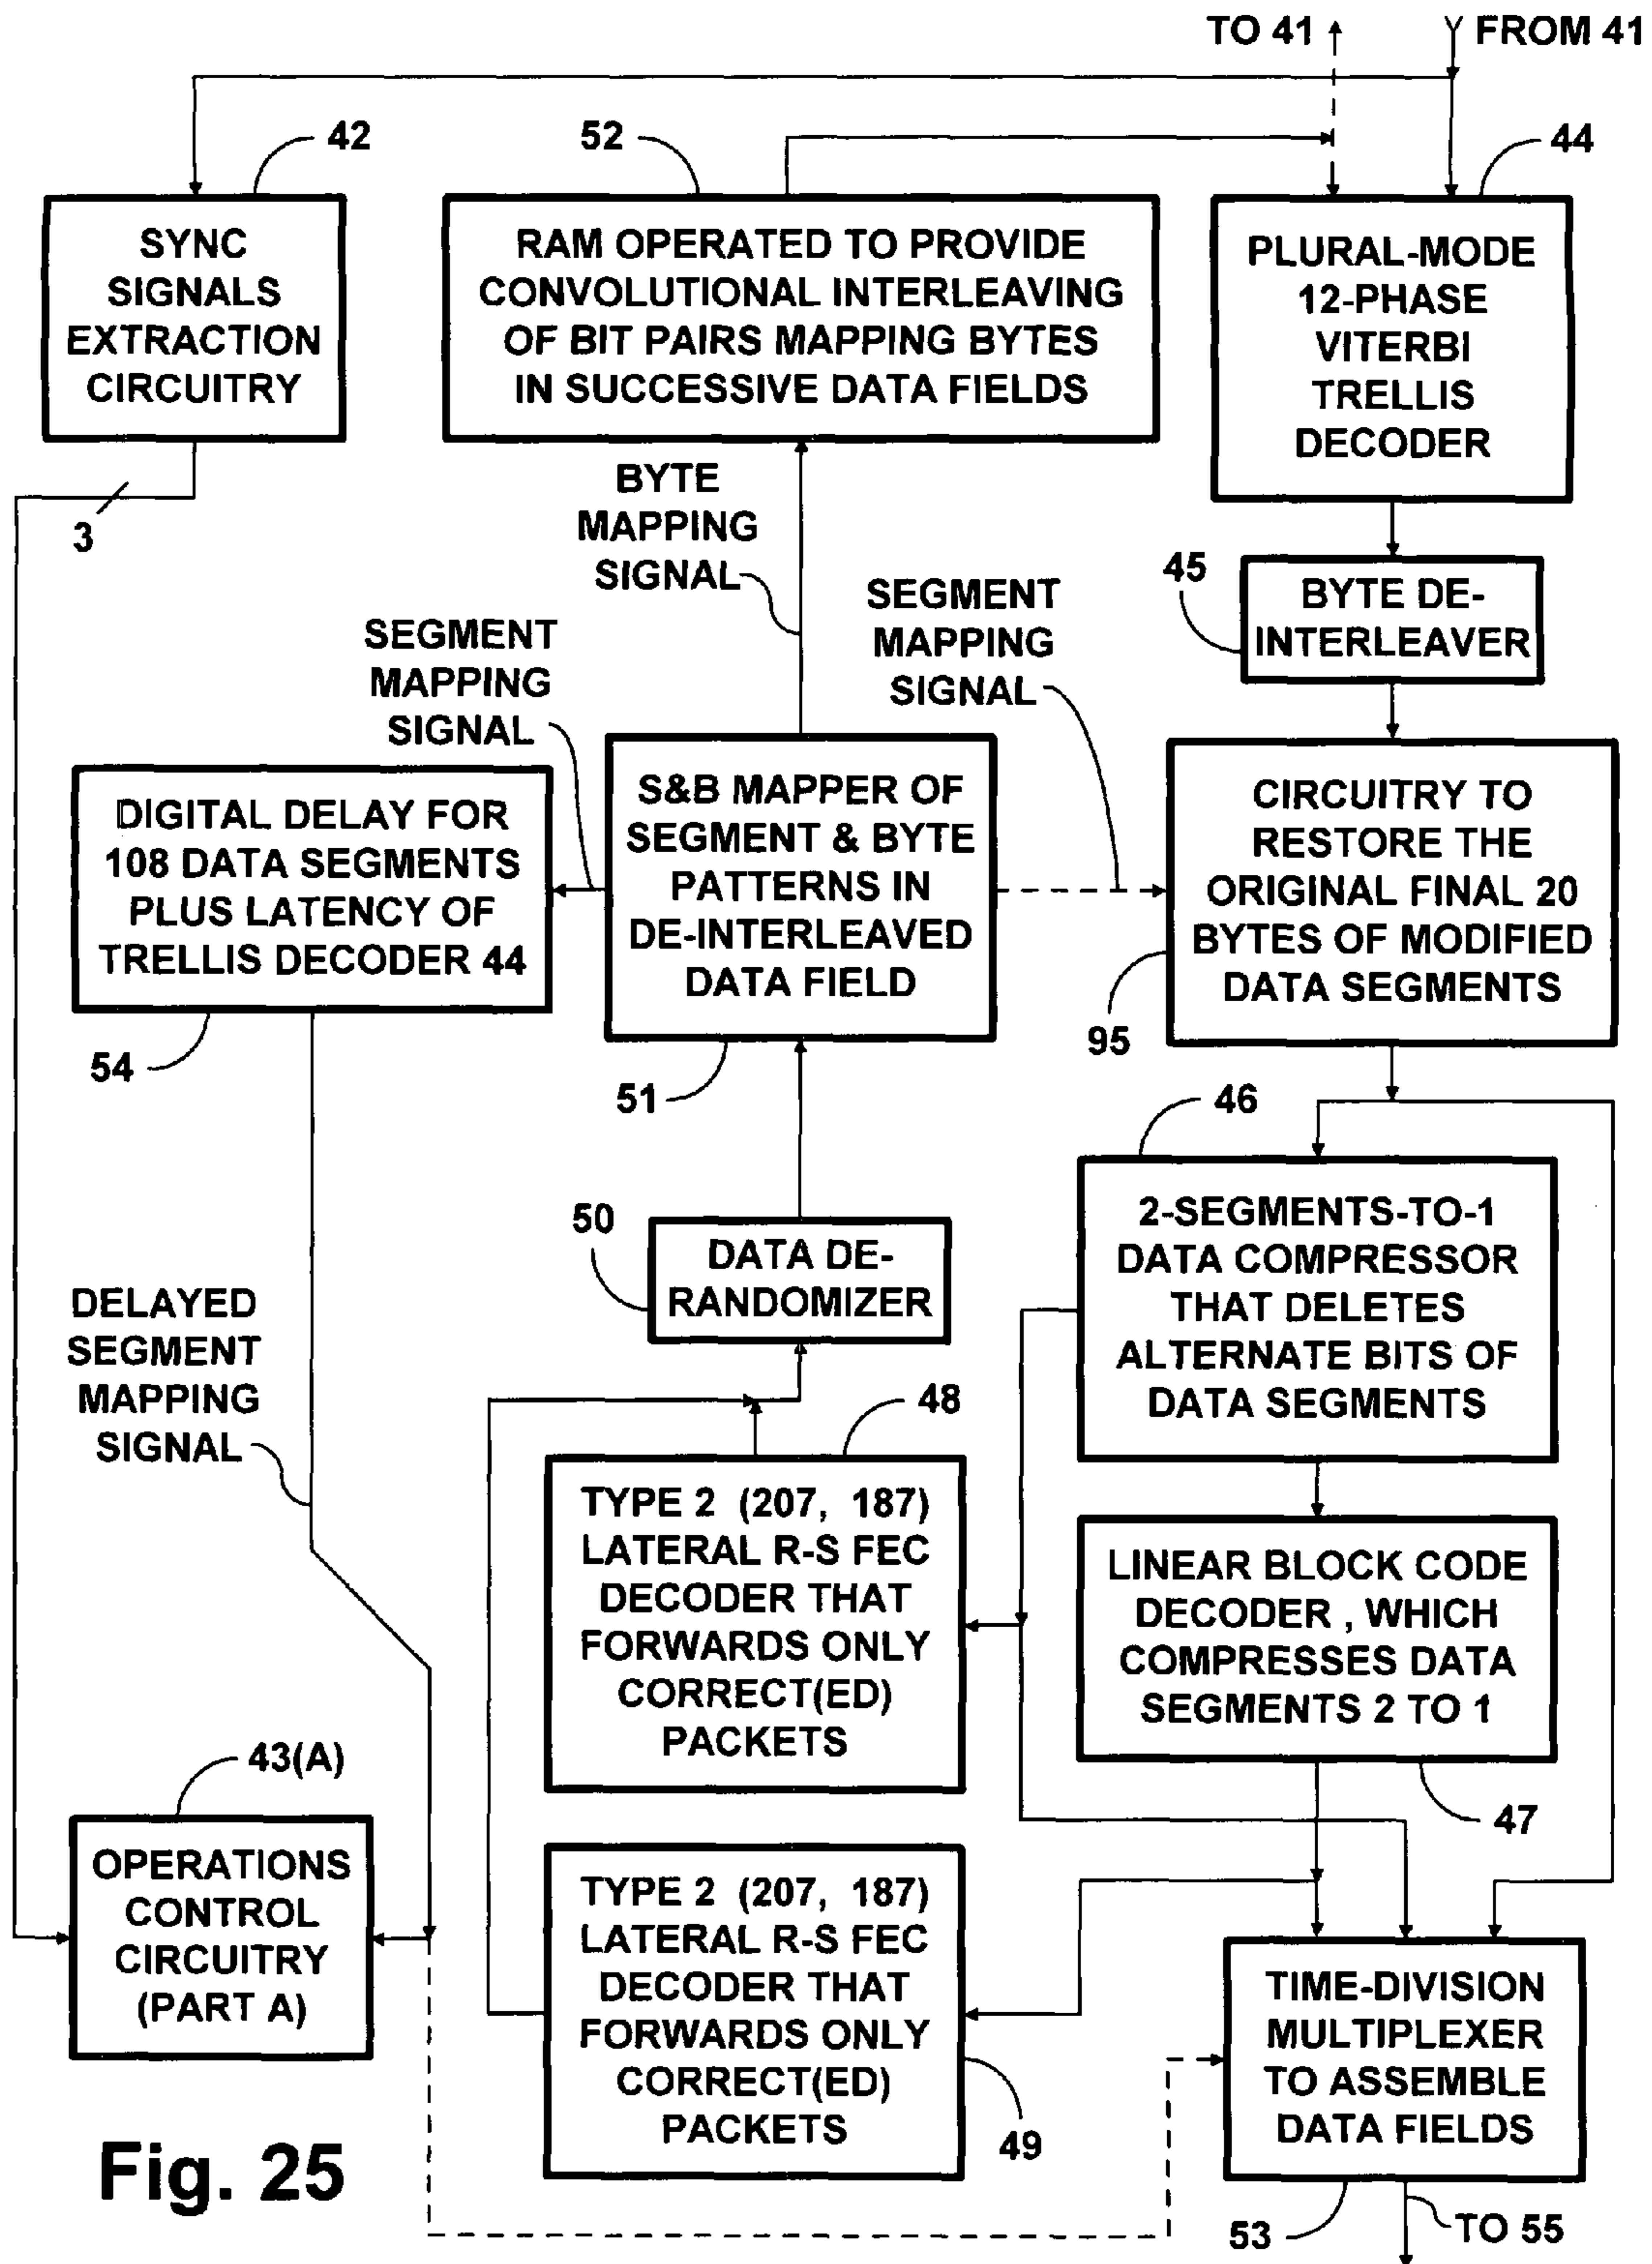 TO 41
FROM 41
42
52
44
SYNC
SIGNALS
EXTRACTION
CIRCUITRY
RAM OPERATED TO PROVIDE
CONVOLUTIONAL INTERLEAVING
OF BIT PAIRS MAPPING BYTES
IN SUCCESSIVE DATA FIELDS
PLURAL-MODE
12-PHASE
VITERBI
TRELLIS
DECODER
3
BYTE
MAPPING
SIGNAL
SEGMENT
MAPPING
SIGNAL
45
BYTE DE-
INTERLEAVER
SEGMENT
MAPPING
SIGNAL
DIGITAL DELAY FOR
108 DATA SEGMENTS
PLUS LATENCY OF
TRELLIS DECODER 44
S&B MAPPER OF
SEGMENT & BYTE
PATTERNS IN
DE-INTERLEAVED
DATA FIELD
CIRCUITRY TO
RESTORE THE
ORIGINAL FINAL 20
BYTES OF MODIFIED
DATA SEGMENTS
54
51
95
46
50
DATA DE-
RANDOMIZER
2-SEGMENTS-TO-1
DATA COMPRESSOR
THAT DELETES
ALTERNATE BITS OF
DATA SEGMENTS
DELAYED
SEGMENT
MAPPING
SIGNAL
48
TYPE 2 (207, 187)
LATERAL R-S FEC
DECODER THAT
FORWARDS ONLY
CORRECT(ED)
PACKETS
LINEAR BLOCK CODE
DECODER , WHICH
COMPRESSES DATA
SEGMENTS 2 TO 1
47
43(A)
OPERATIONS
CONTROL
CIRCUITRY
(PART A)
TYPE 2 (207, 187)
LATERAL R-S FEC
DECODER THAT
FORWARDS ONLY
CORRECT(ED)
PACKETS
49
TIME-DIVISION
MULTIPLEXER
TO ASSEMBLE
DATA FIELDS
53
TO 55
Fig. 25